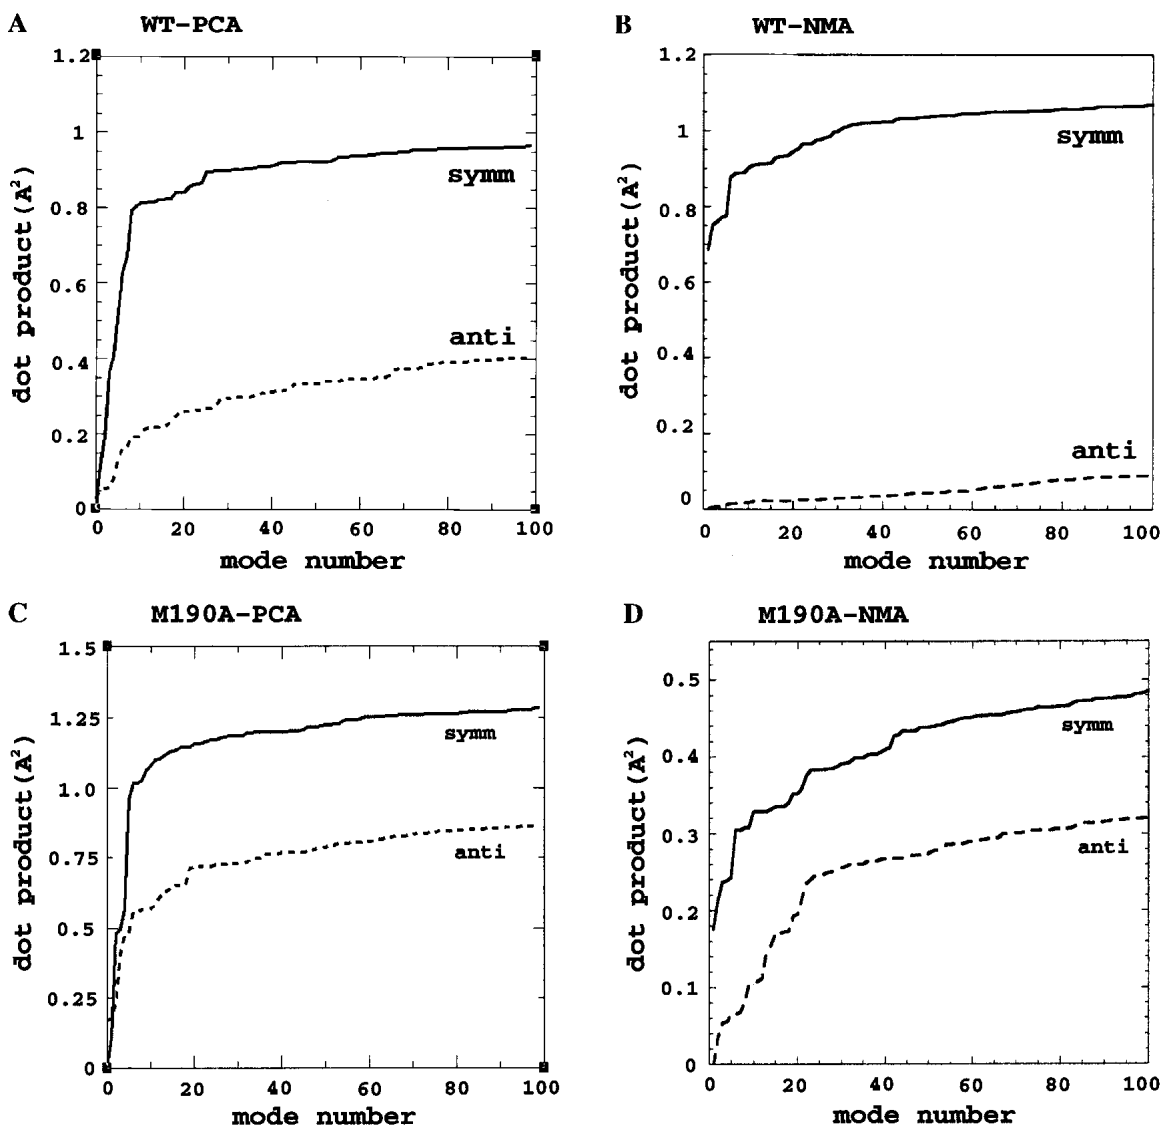 A WT-PCA
1.2
1
0.8
0.6
0.4
0.2
0
dot product(A²)
symm
anti
0 20 40 60 80 100
mode number
B WT-NMA
1.2
1
0.8
0.6
0.4
0.2
0
dot product(A²)
symm
anti
0 20 40 60 80 100
mode number
C M190A-PCA
1.5
1.25
1.0
0.75
0.5
0.25
0
dot product(A²)
symm
anti
0 20 40 60 80 100
mode number
D M190A-NMA
0.5
0.4
0.3
0.2
0.1
0
dot product(A²)
symm
anti
0 20 40 60 80 100
mode number